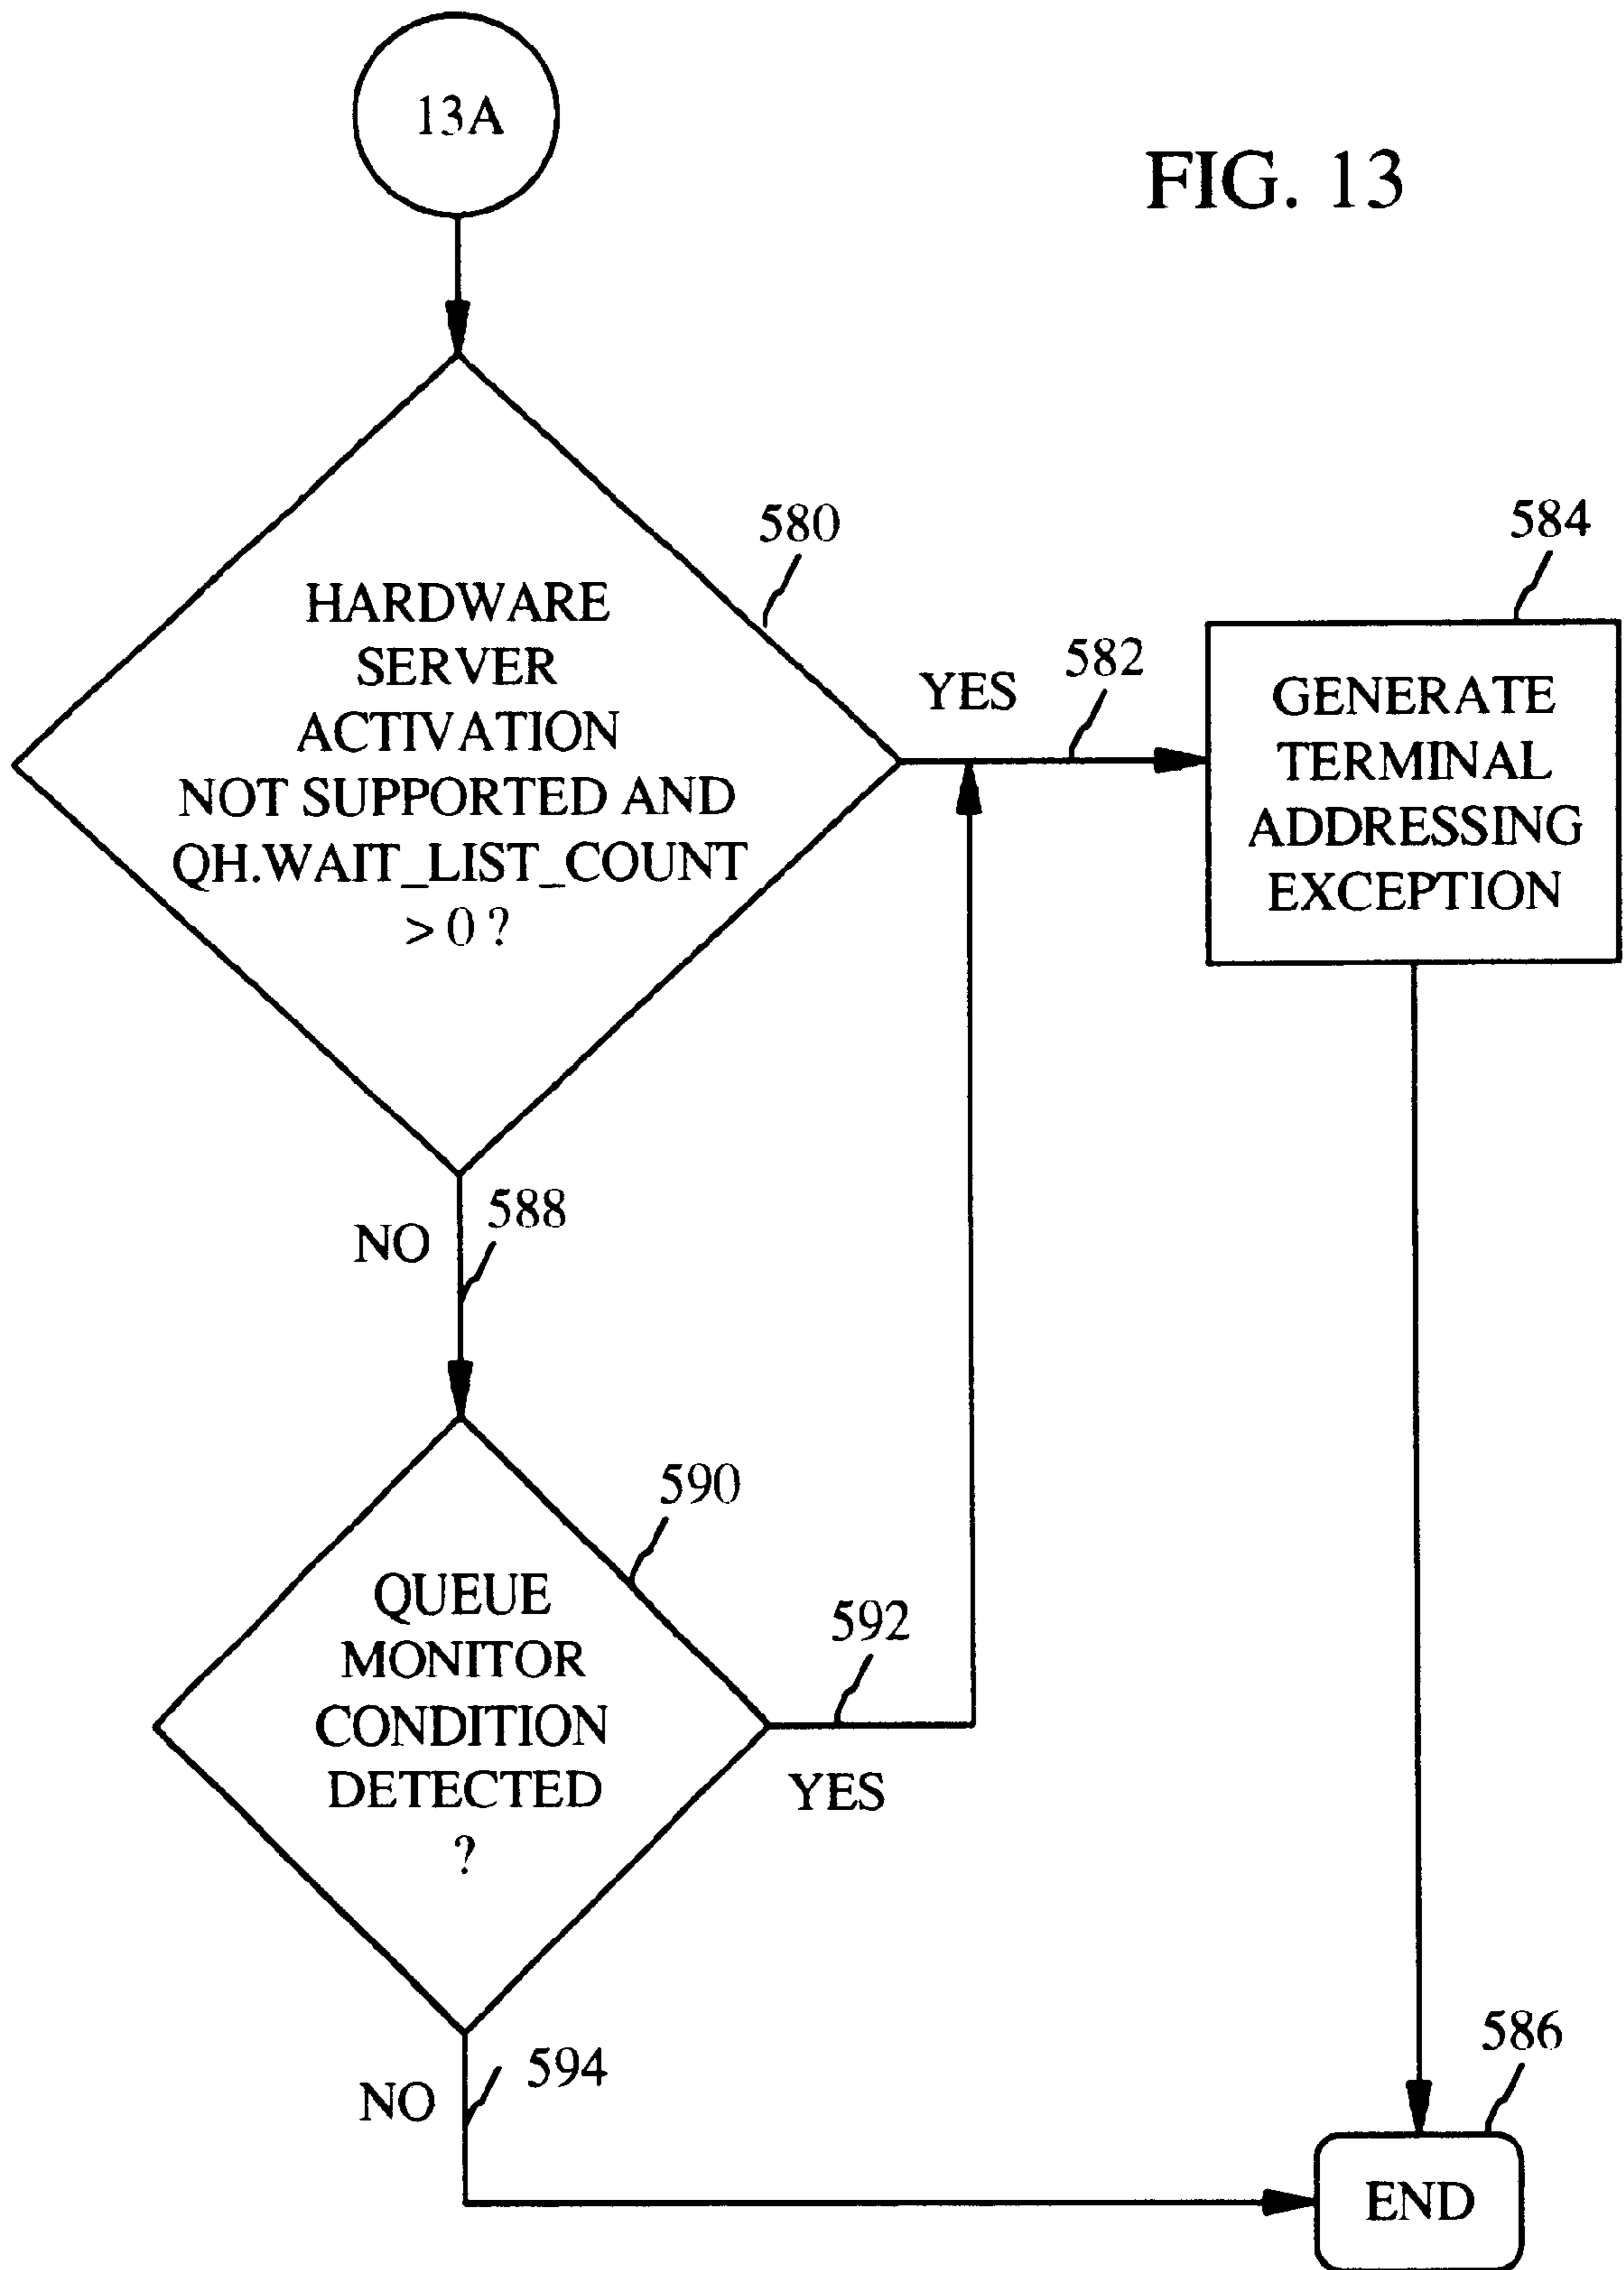 13A
FIG. 13
580
HARDWARE
SERVER
ACTIVATION
NOT SUPPORTED AND
QH.WAIT_LIST_COUNT
> 0 ?
YES
582
584
GENERATE
TERMINAL
ADDRESSING
EXCEPTION
NO
588
590
QUEUE
MONITOR
CONDITION
DETECTED
?
592
YES
NO
594
586
END